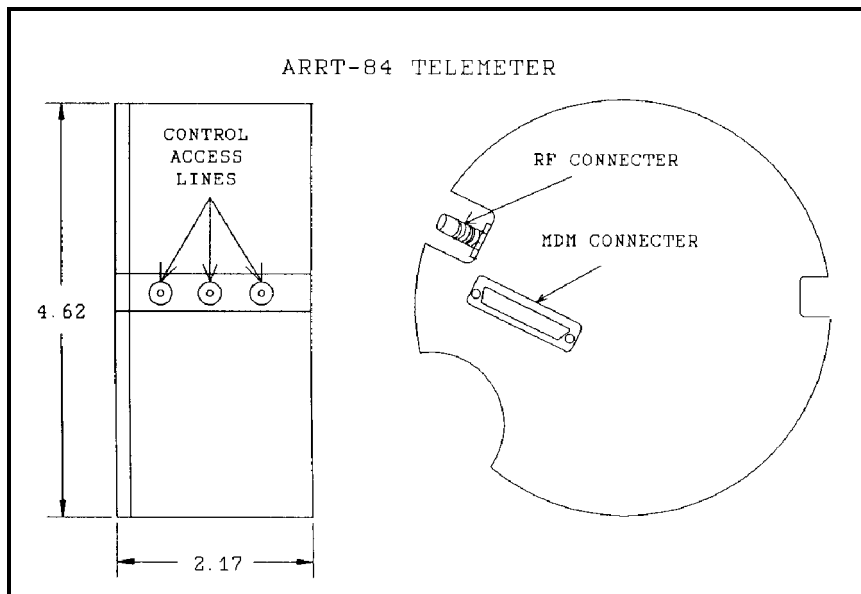 ARRT-84 TELEMETER
CONTROL
ACCESS
LINES
RF CONNECTER
MDM CONNECTER
4.62
2.17